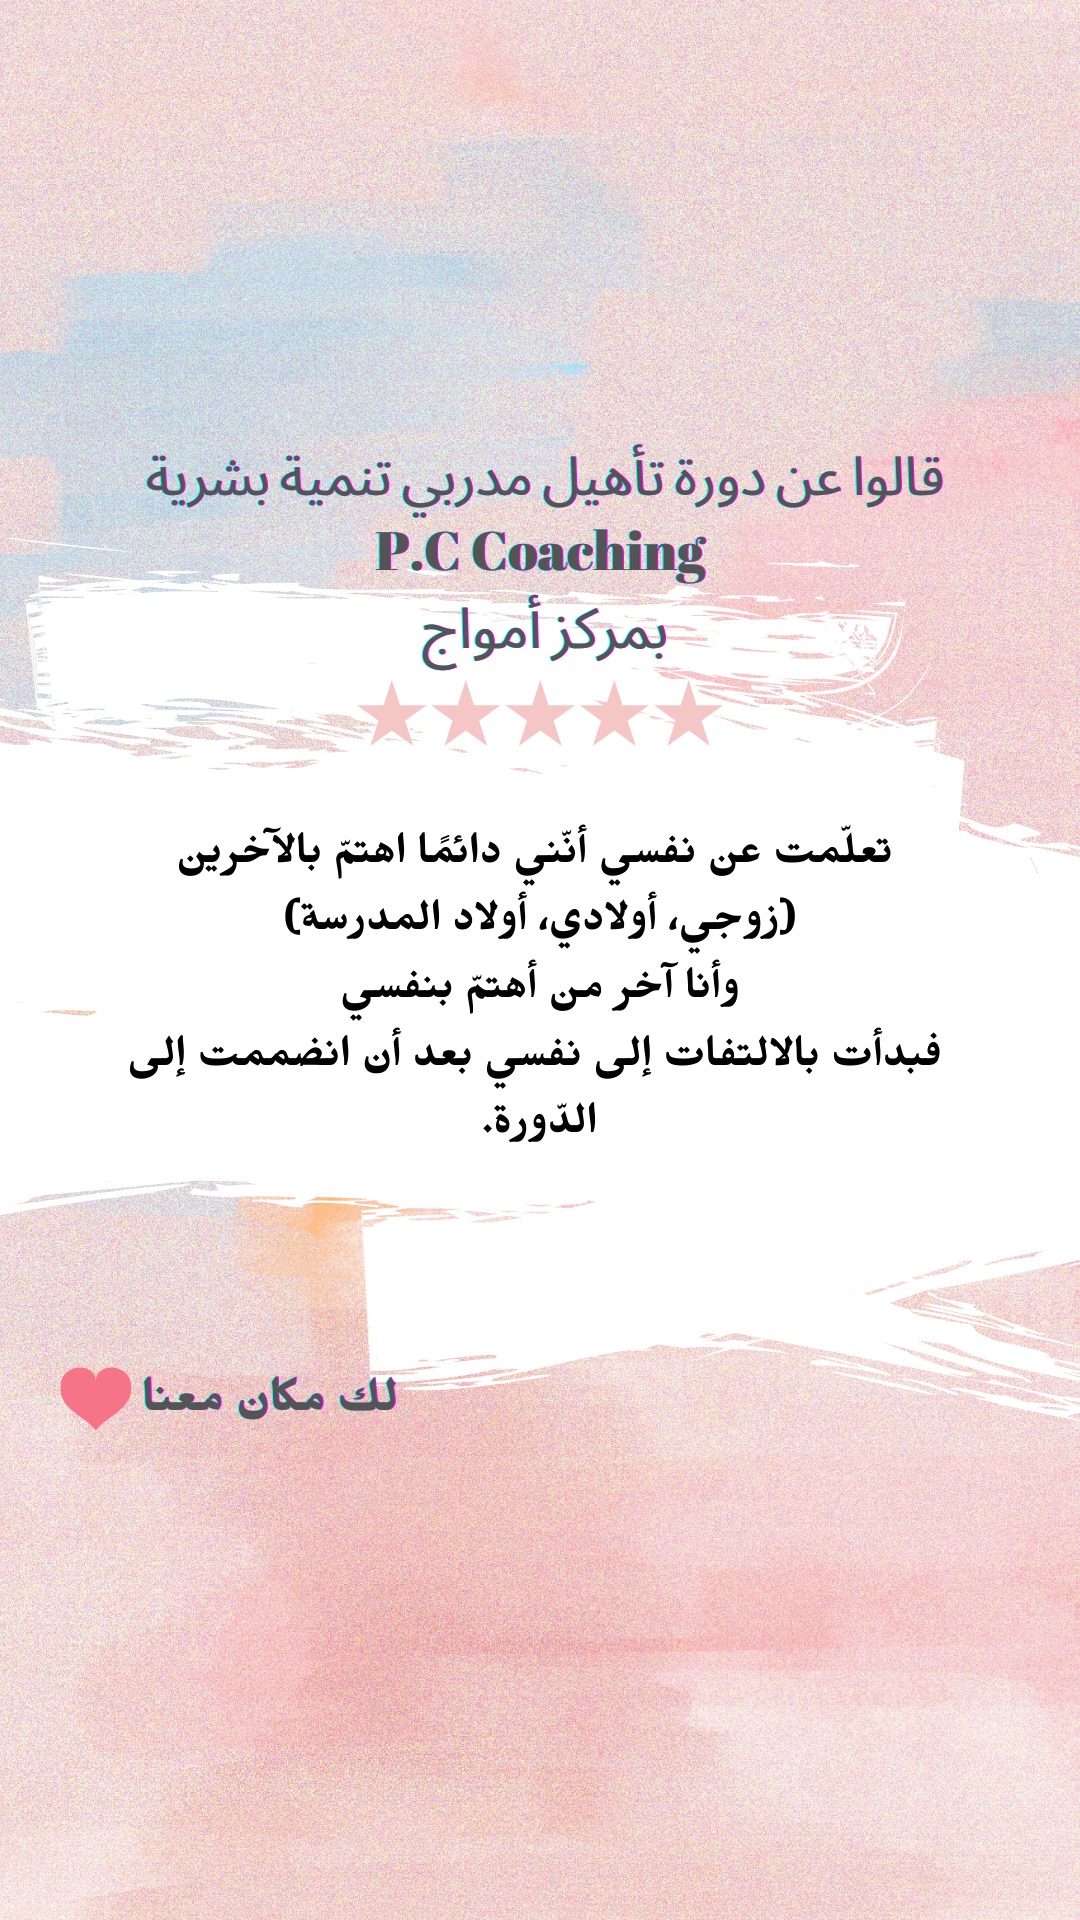 قالوا عن دورة تأهيل مدربي تنمية بشرية
P.C Coaching
بمركز أمواج
تعلّمت عن نفسي أنّني دائمًا اهتمّ بالآخرين
(زوجي، أولادي، أولاد المدرسة)
وأنا آخر من أهتمّ بنفسي
فبدأت بالالتفات إلى نفسي بعد أن انضممت إلى
الدّورة.
لك مكان معنا